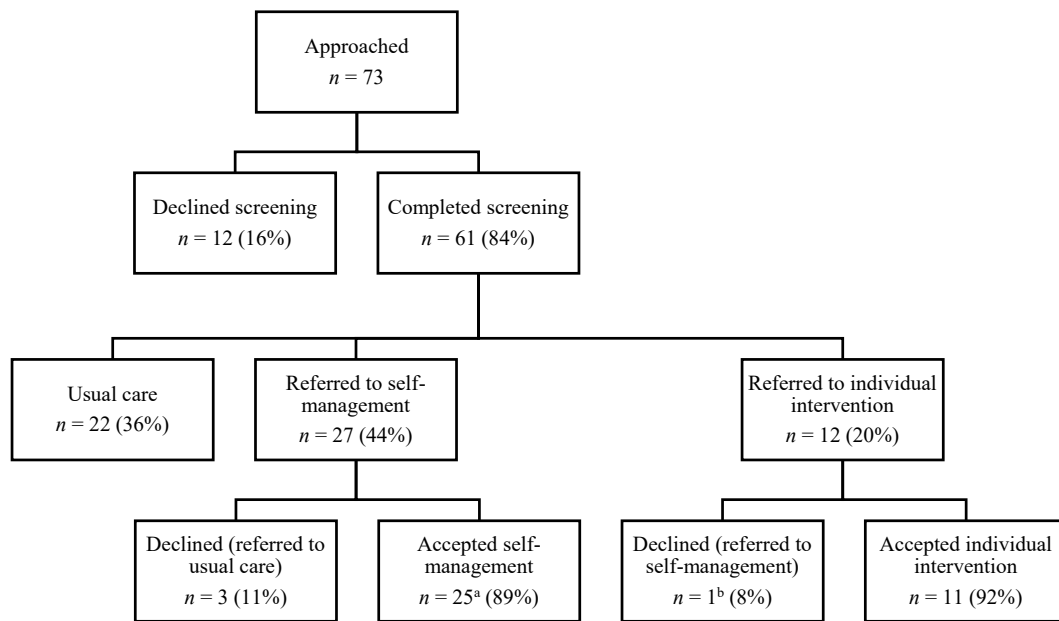 Approached
n = 73
Declined screening
n = 12 (16%)
Completed screening
n = 61 (84%)
Usual care
n = 22 (36%)
Referred to self-
management
n = 27 (44%)
Referred to individual
intervention
n = 12 (20%)
Declined (referred to
usual care)
n = 3 (11%)
Accepted self-
management
n = 25ᵃ (89%)
Declined (referred to
self-management)
n = 1ᵇ (8%)
Accepted individual
intervention
n = 11 (92%)